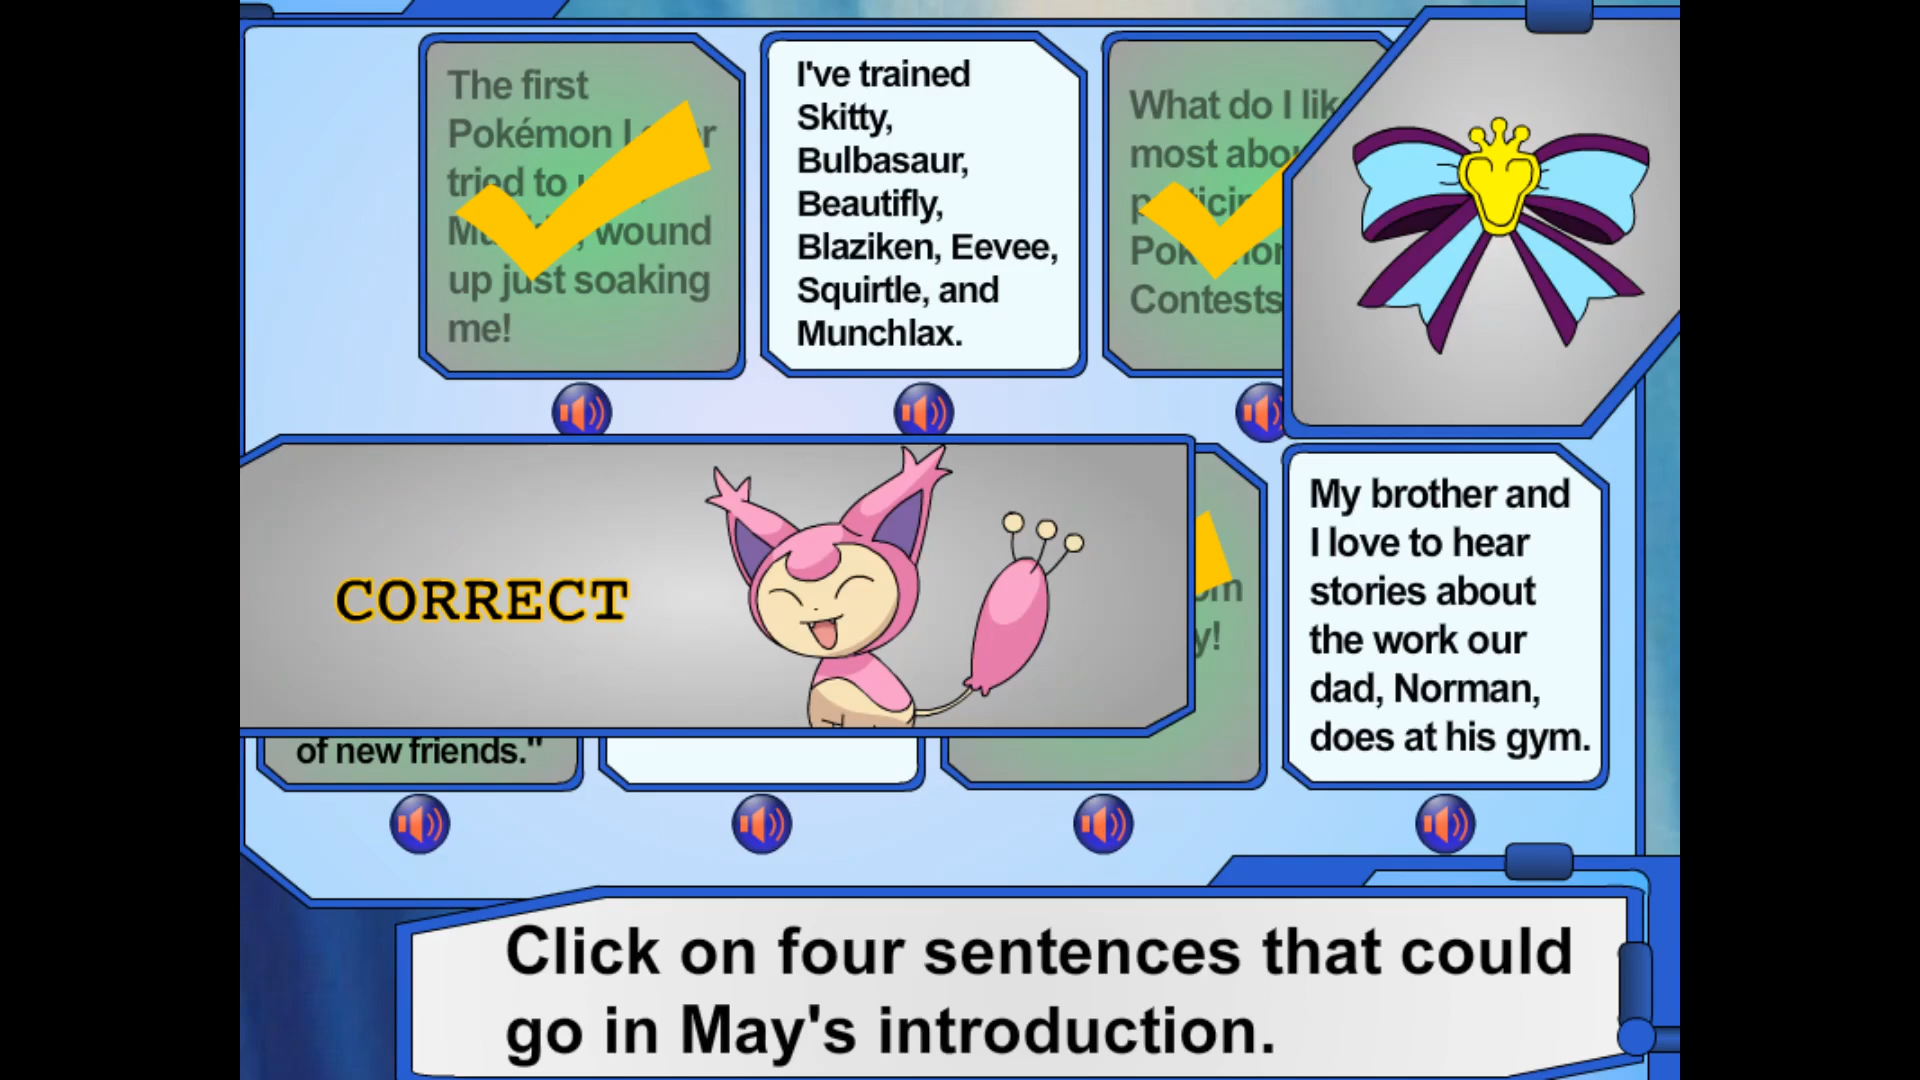 The first
Pokémon I
tried to
wound
up just soaking
me!
I've trained
Skitty,
Bulbasaur,
Beautifly,
Blaziken, Eevee,
Squirtle, and
Munchlax.
What do I
most
Contests
CORRECT
of new friends."
My brother and
I love to hear
stories about
the work our
dad, Norman,
does at his gym.
Click on four sentences that could
go in May's introduction.